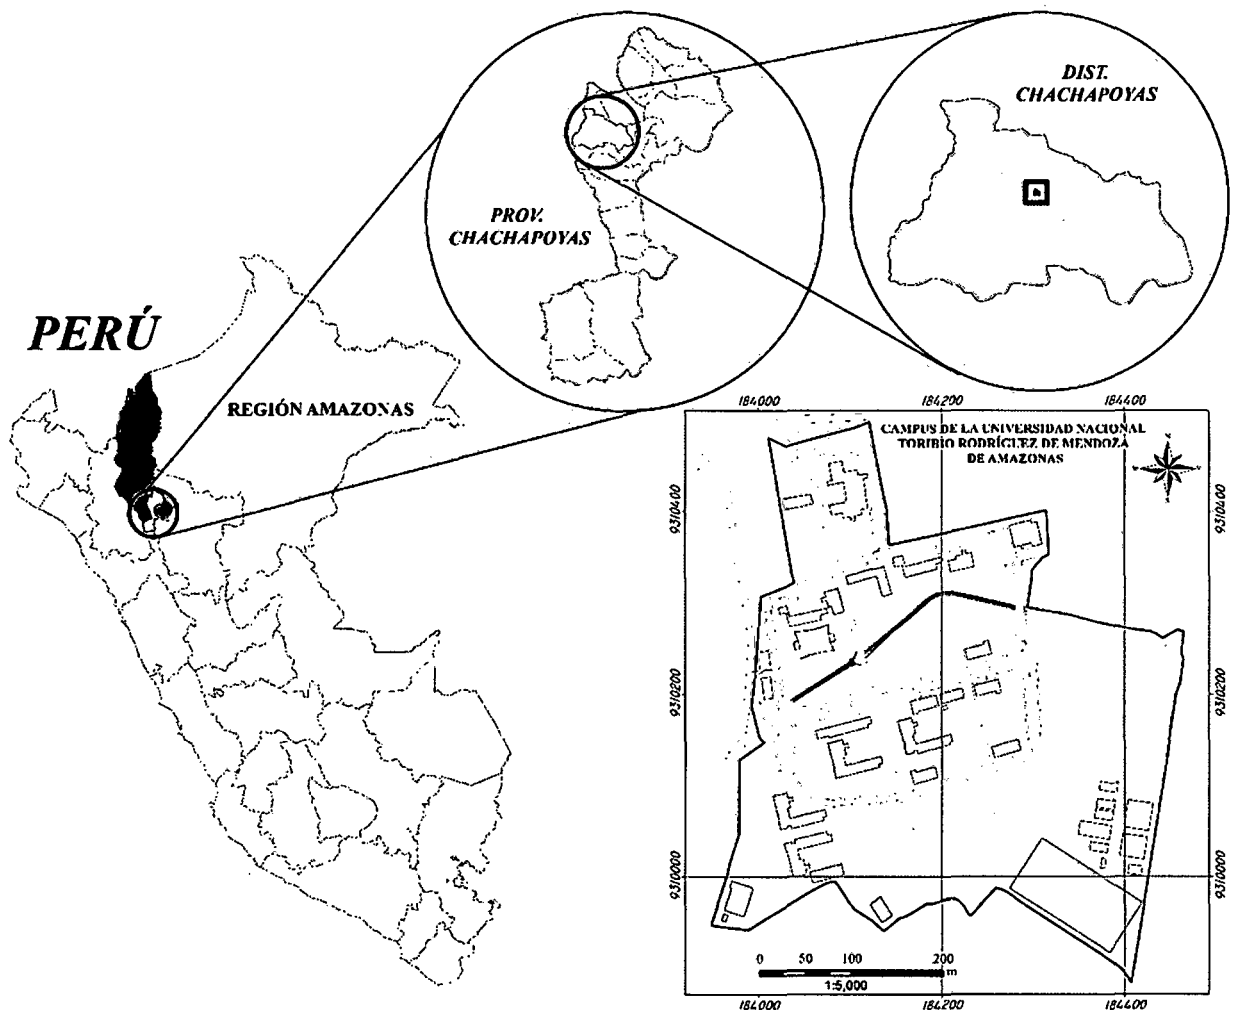 DIST.
CHACHAPOYAS
PROV.
CHACHAPOYAS
PERÚ
REGIÓN AMAZONAS
184000
184200
184400
CAMPUS DE LA UNIVERSIDAD NACIONAL
TORIBIO RODRÍGUEZ DE MENDOZA
DE AMAZONAS
9310400
9310400
9310200
9310200
9310000
9310000
0 50 100 200
m
1:5,000
184000
184200
184400